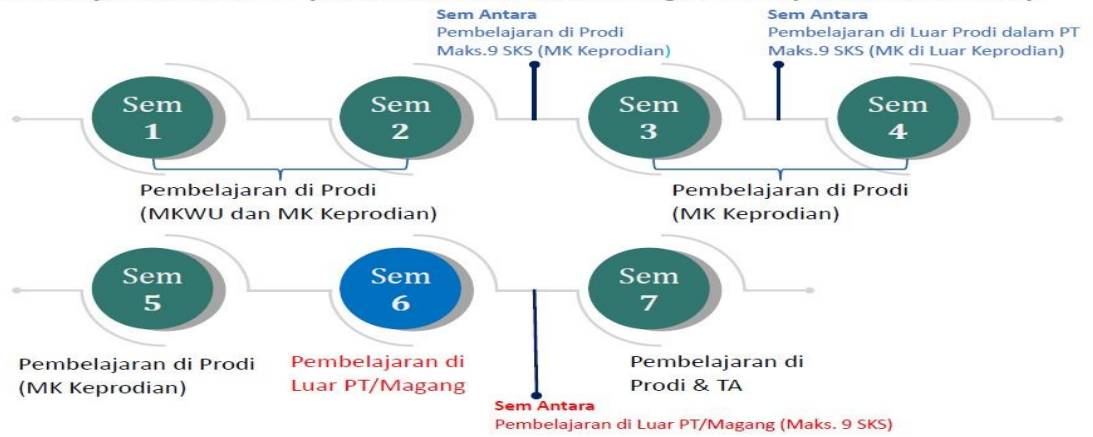 Sem Antara
Pembelajaran di Prodi
Maks.9 SKS (MK Keprodian)
Sem Antara
Pembelajaran di Luar Prodi dalam PT
Maks.9 SKS (MK di Luar Keprodian)
Sem
1
Sem
2
Sem
3
Sem
4
Pembelajaran di Prodi
(MKWU dan MK Keprodian)
Pembelajaran di Prodi
(MK Keprodian)
Sem
5
Sem
6
Sem
7
Pembelajaran di Prodi
(MK Keprodian)
Pembelajaran di
Luar PT/Magang
Pembelajaran di
Prodi & TA
Sem Antara
Pembelajaran di Luar PT/Magang (Maks. 9 SKS)